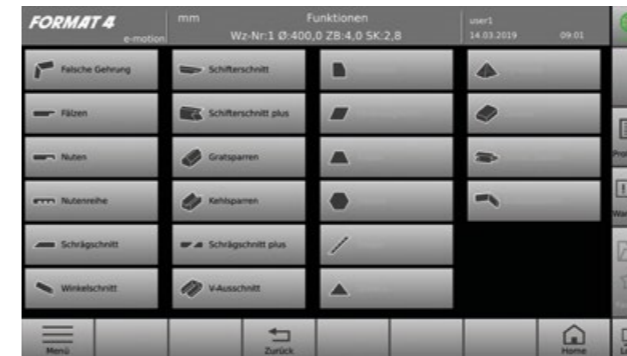 FORMAT 4
e-motion
mm
Funktionen
Wz-Nr:1 Ø:400,0 ZB:4,0 SK:2,8
user1
14.03.2019 09:01
Falsche Gehrung
Schifterschnitt
Fälzen
Schifterschnitt plus
Nuten
Gratsparren
Nutenreihe
Kehlsparren
Schrägschnitt
Schrägschnitt plus
Winkelschnitt
V-Ausschnitt
Menü
Zurück
Home